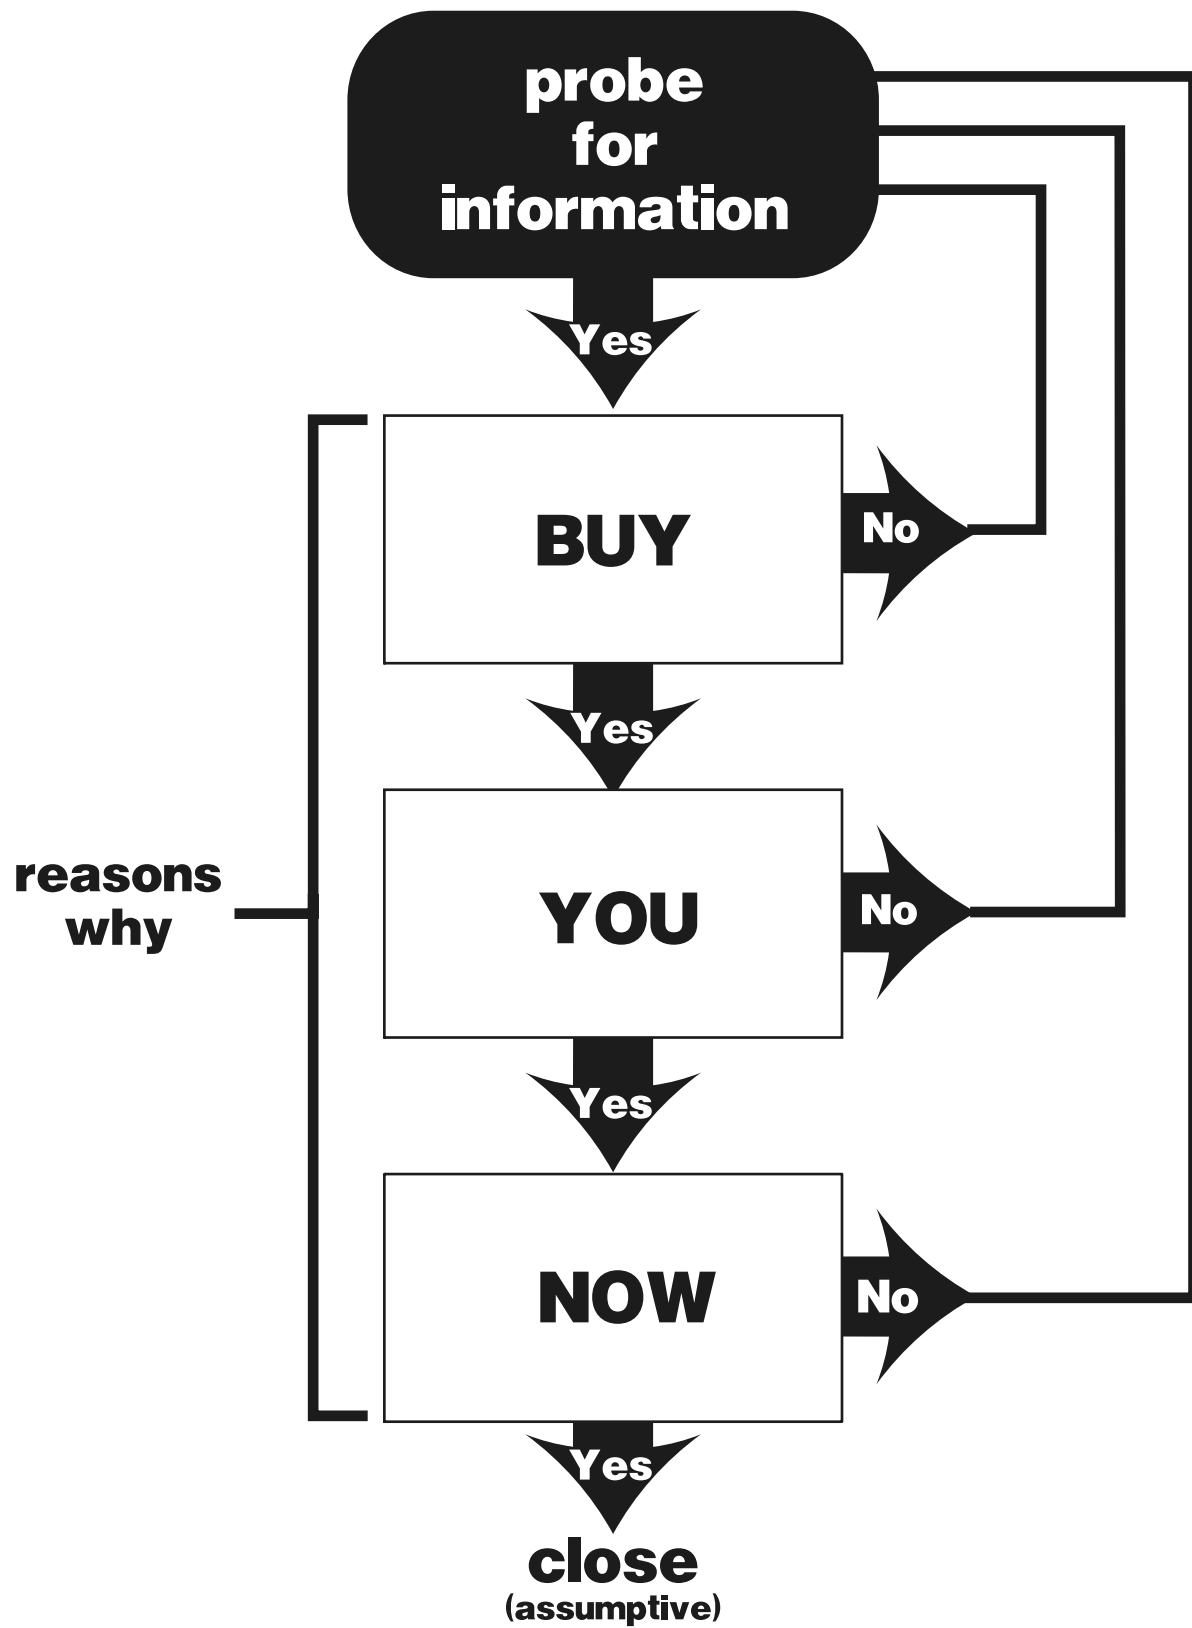 probe
for
information
Yes
BUY
No
Yes
reasons
why
YOU
No
Yes
NOW
No
Yes
close
(assumptive)